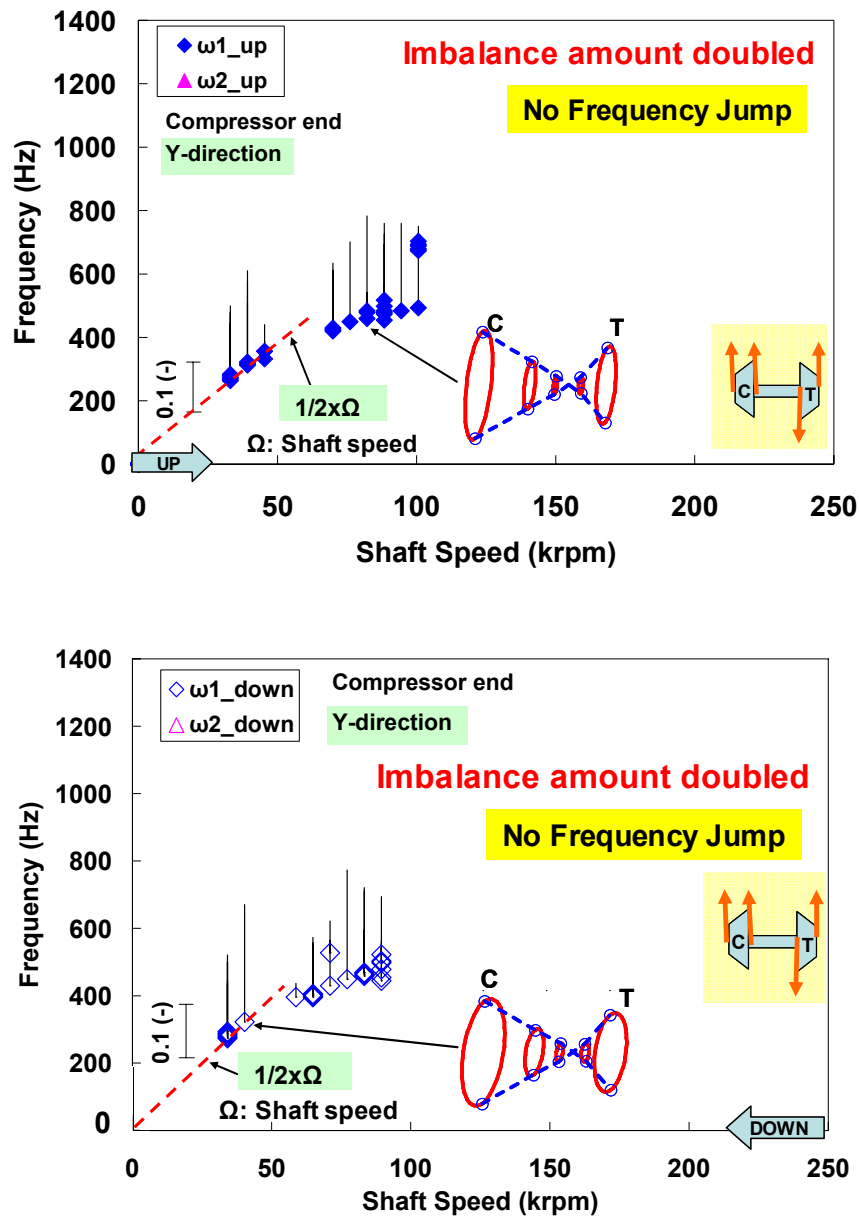 1400
1200
1000
800
600
400
200
0
Frequency (Hz)
ω1_up
ω2_up
Imbalance amount doubled
No Frequency Jump
Compressor end
Y-direction
C
T
0.1 (-)
1/2xΩ
Ω: Shaft speed
C
T
UP
0
50
100
150
200
250
Shaft Speed (krpm)
1400
1200
1000
800
600
400
200
0
Frequency (Hz)
ω1_down
ω2_down
Compressor end
Y-direction
Imbalance amount doubled
No Frequency Jump
C
T
C
T
0.1 (-)
1/2xΩ
Ω: Shaft speed
DOWN
0
50
100
150
200
250
Shaft Speed (krpm)